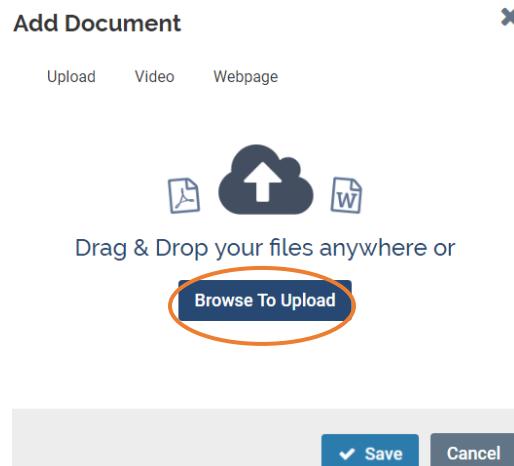 Add Document
Upload Video Webpage
W
Drag & Drop your files anywhere or
Browse To Upload
Save Cancel